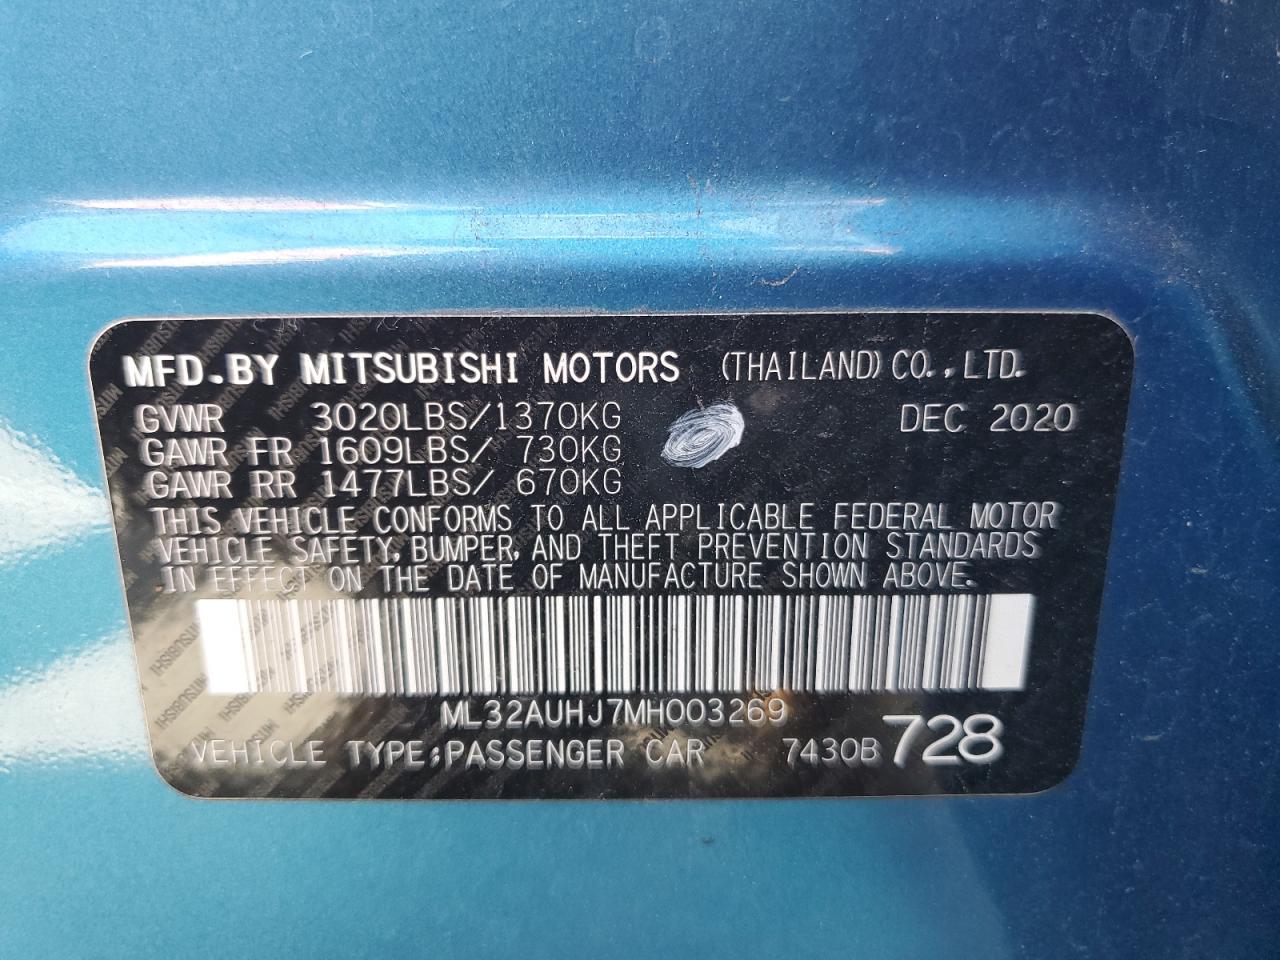 MFD.BY MITSUBISHI MOTORS (THAILAND) CO.,LTD.
GVWR 3020LBS/1370KG DEC 2020
GAWR FR 1609LBS/ 730KG
GAWR RR 1477LBS/ 670KG
THIS VEHICLE CONFORMS TO ALL APPLICABLE FEDERAL MOTOR
VEHICLE SAFETY, BUMPER, AND THEFT PREVENTION STANDARDS
IN EFFECT ON THE DATE OF MANUFACTURE SHOWN ABOVE.
ML32AUHJ7MH003269
VEHICLE TYPE:PASSENGER CAR 7430B 728